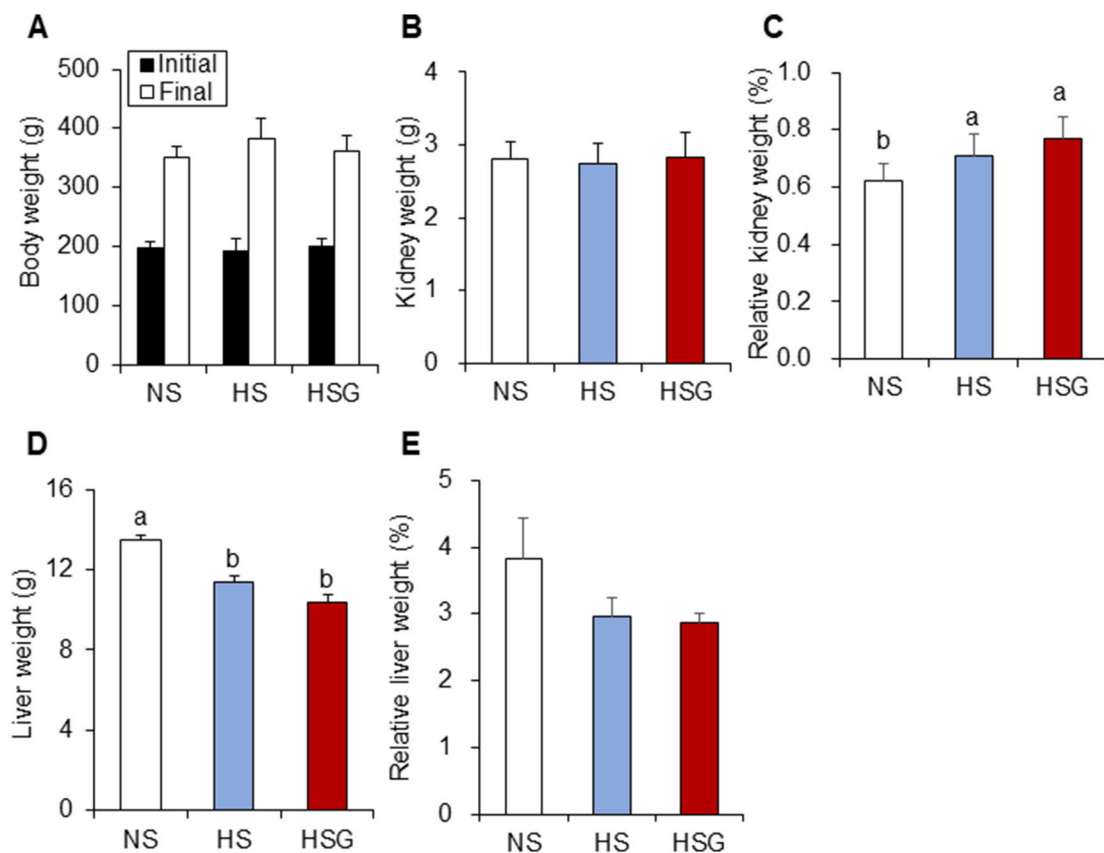 A
Body weight (g)
500
400
300
200
100
0
Initial
Final
NS HS HSG
B
Kidney weight (g)
4
3
2
1
0
NS HS HSG
C
Relative kidney weight (%)
1.0
0.8
0.6
0.4
0.2
0.0
b a a
NS HS HSG
D
Liver weight (g)
16
12
8
4
0
a b b
NS HS HSG
E
Relative liver weight (%)
5
4
3
2
1
0
NS HS HSG